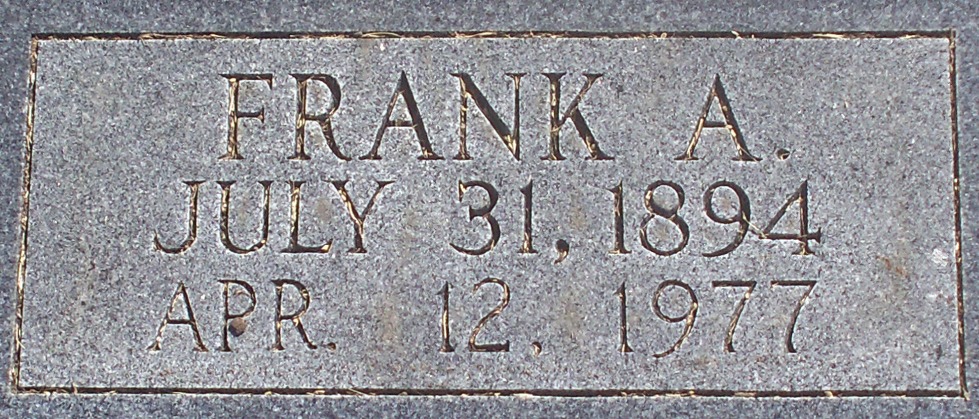 FRANK A.
JULY 31, 1894
APR. 12, 1977